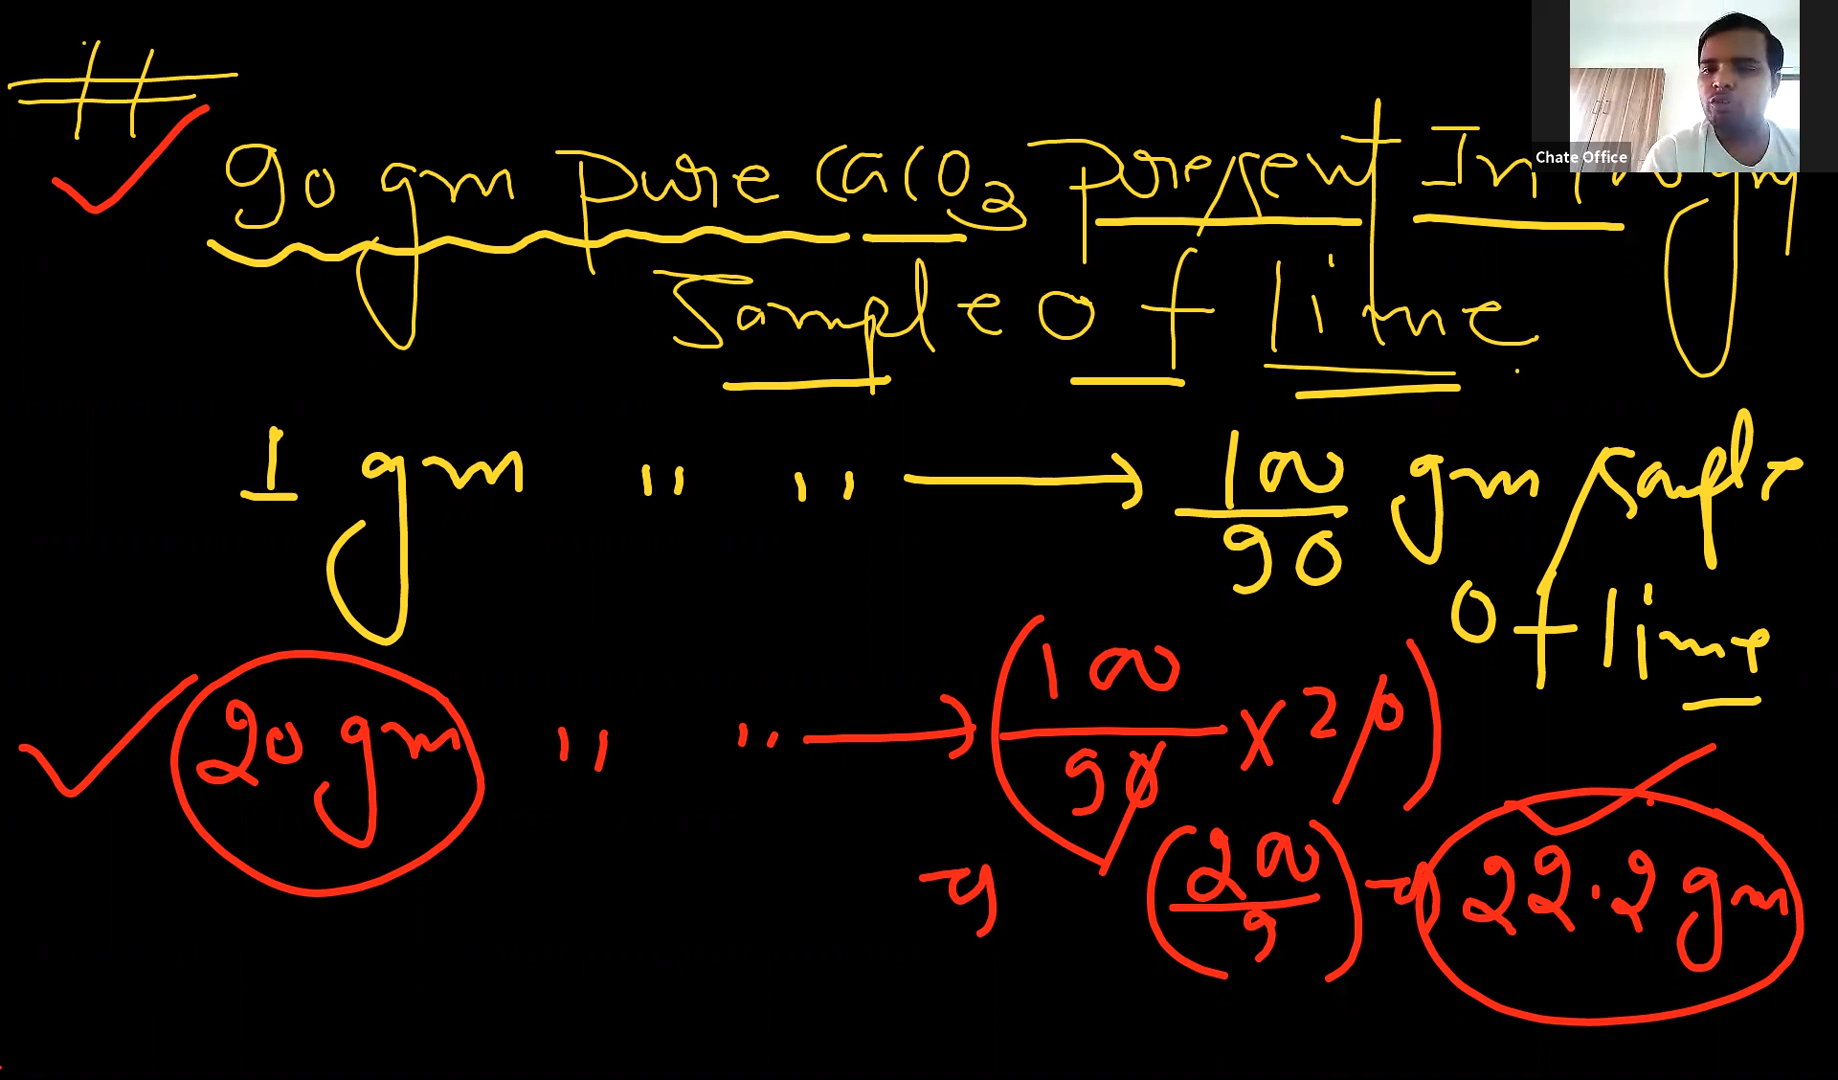 90 gm pure CaCO3 present In 100 gm
Sample of lime.
1 gm " " → 100/90 gm sample
of lime
20 gm " " → (100/90 x 20)
⇒ (200/9) ⇒ 22.2 gm
Chate Office